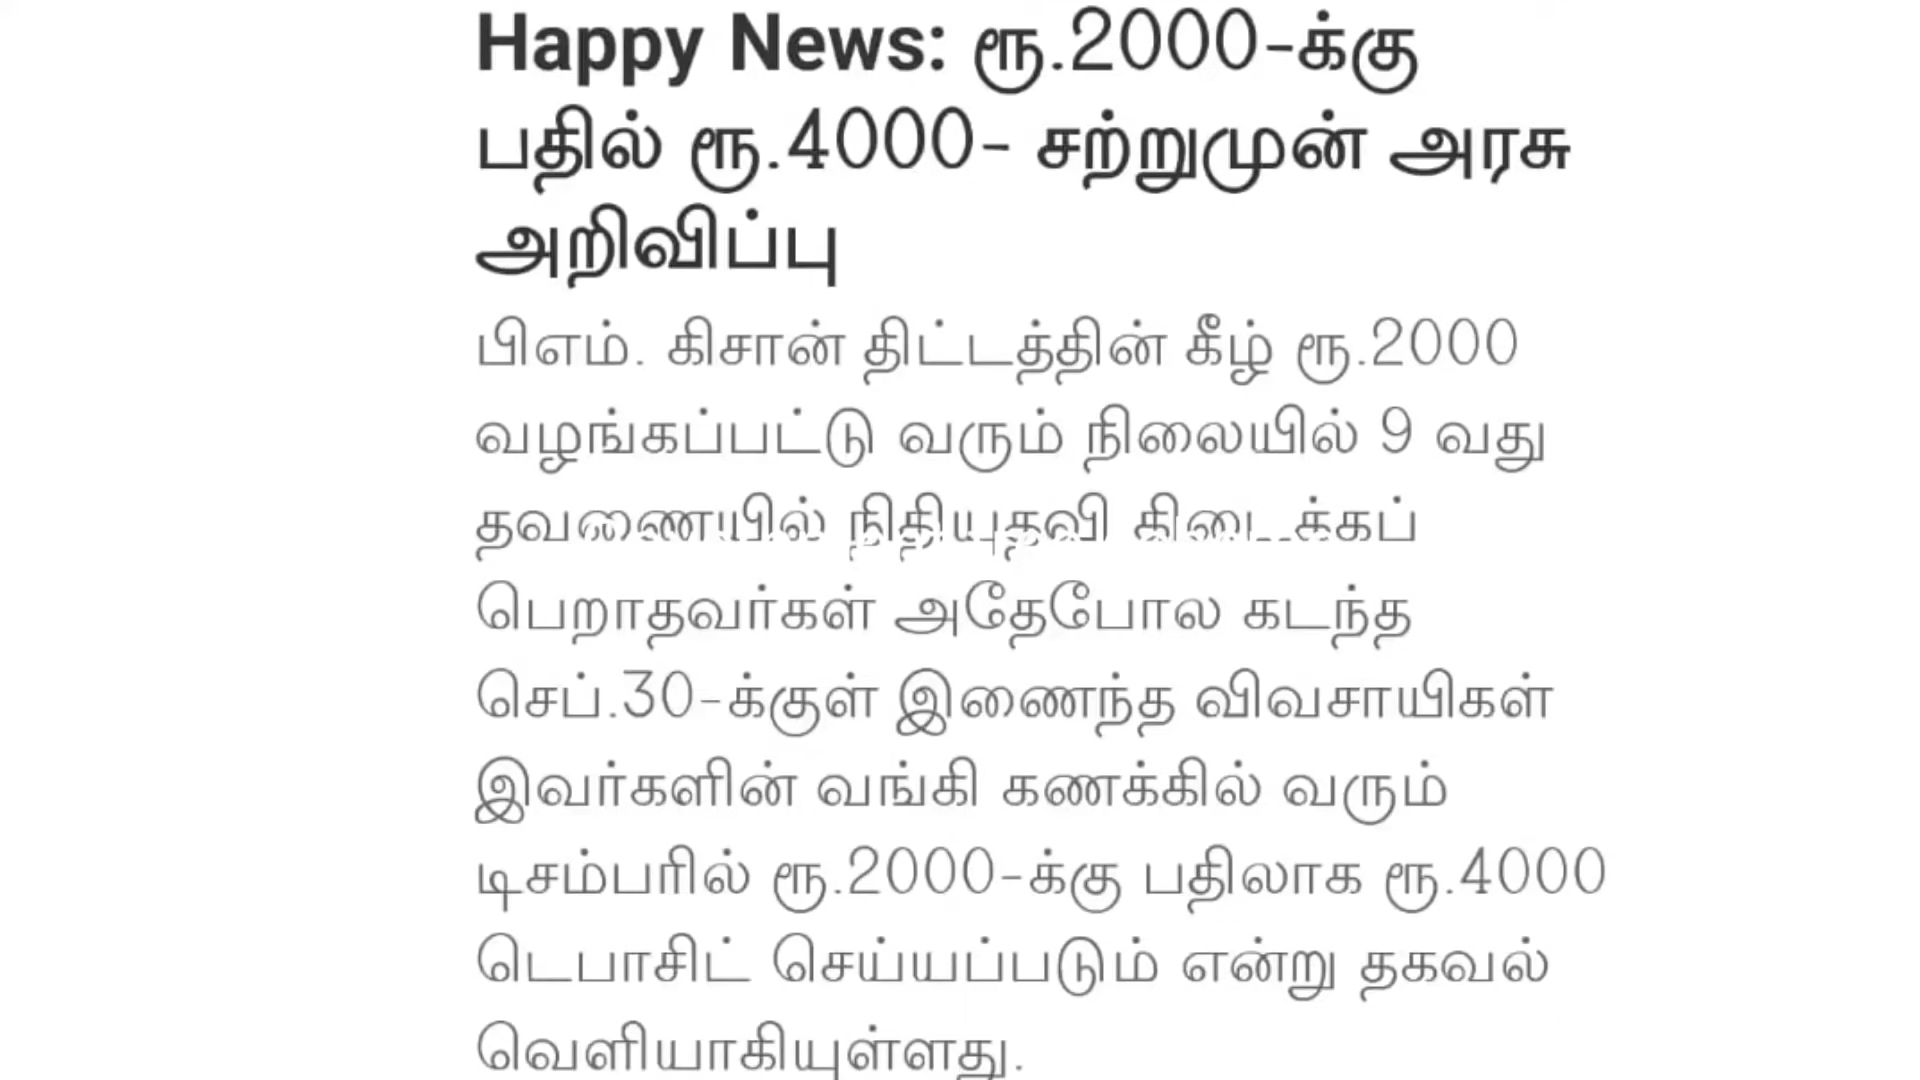 Happy News: ரூ.2000-க்கு
பதில் ரூ.4000- சற்றுமுன் அரசு
அறிவிப்பு
பிஎம். கிசான் திட்டத்தின் கீழ் ரூ.2000
வழங்கப்பட்டு வரும் நிலையில் 9 வது
தவணையில் நிதியுதவி கிடைக்கப்
பெறாதவர்கள் அதேபோல கடந்த
செப்.30-க்குள் இணைந்த விவசாயிகள்
இவர்களின் வங்கி கணக்கில் வரும்
டிசம்பரில் ரூ.2000-க்கு பதிலாக ரூ.4000
டெபாசிட் செய்யப்படும் என்று தகவல்
வெளியாகியுள்ளது.